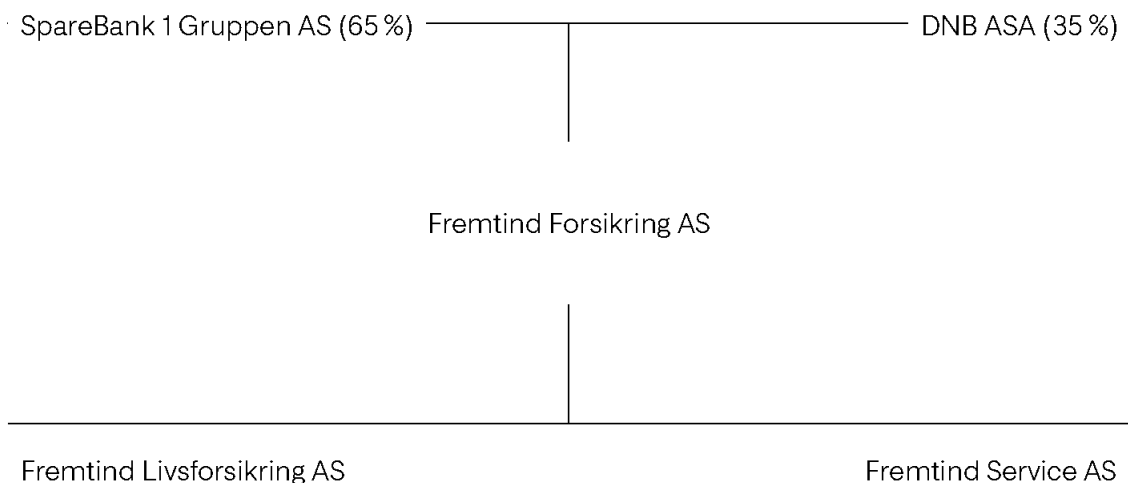 SpareBank 1 Gruppen AS (65 %)
DNB ASA (35 %)
Fremtind Forsikring AS
Fremtind Livsforsikring AS
Fremtind Service AS